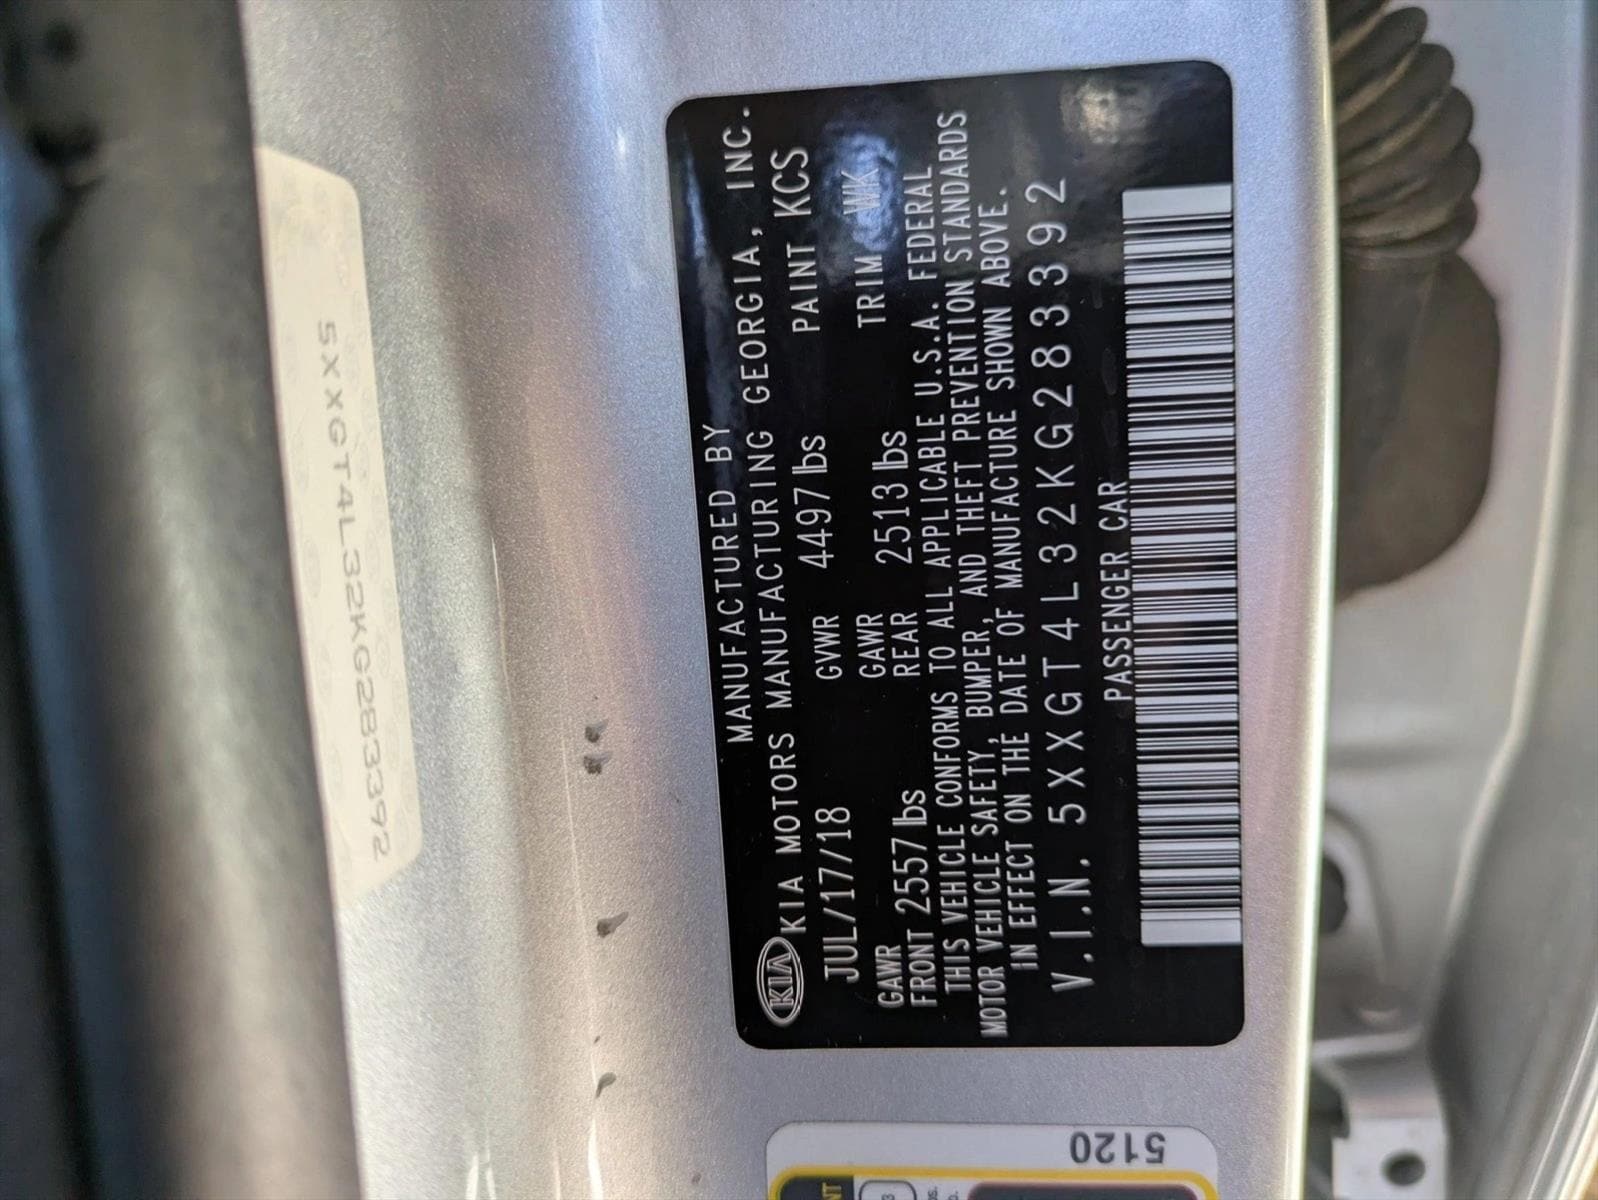 5XXGT4L32KG283392
KIA
MANUFACTURED BY
KIA MOTORS MANUFACTURING GEORGIA, INC.
JUL/17/18 GVWR 4497 lbs PAINT KCS
GAWR FRONT 2557 lbs GAWR REAR 2513 lbs TRIM WK
THIS VEHICLE CONFORMS TO ALL APPLICABLE U.S.A. FEDERAL
MOTOR VEHICLE SAFETY, BUMPER, AND THEFT PREVENTION STANDARDS
IN EFFECT ON THE DATE OF MANUFACTURE SHOWN ABOVE.
V.I.N. 5XXGT4L32KG283392
PASSENGER CAR
5120